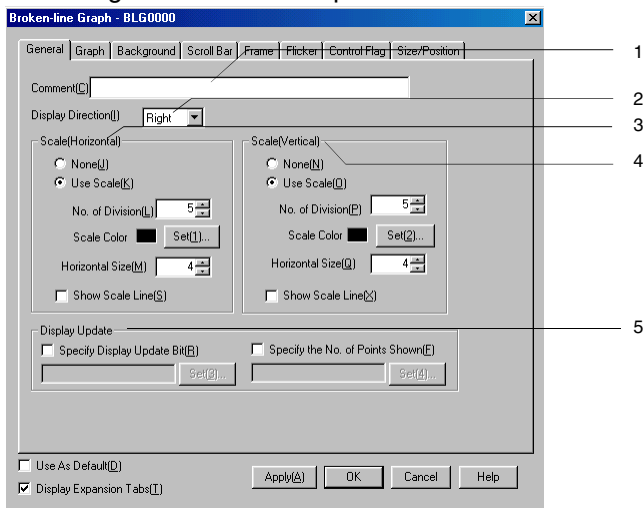 Broken-line Graph - BLG0000
General Graph Background Scroll Bar Frame Flicker Control Flag Size/Position
1
Comment(C)
2
Display Direction(I) Right
3
Scale(Horizontal) Scale(Vertical)
4
None(J) None(N)
Use Scale(K) Use Scale(O)
No. of Division(L) 5 No. of Division(P) 5
Scale Color Set(1)... Scale Color Set(2)...
Horizontal Size(M) 4 Horizontal Size(Q) 4
Show Scale Line(S) Show Scale Line(X)
5
Display Update
Specify Display Update Bit(R) Specify the No. of Points Shown(F)
Set(3)... Set(4)...
Use As Default(D)
Display Expansion Tabs(T)
Apply(A) OK Cancel Help